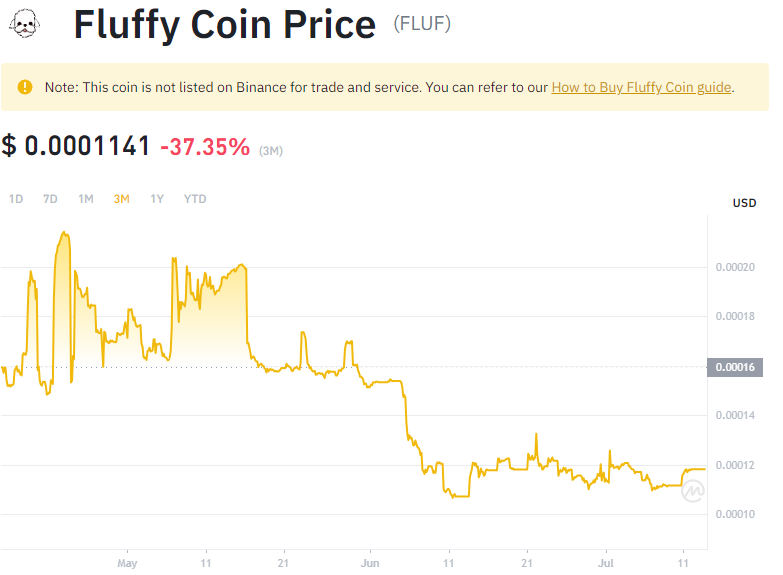 Fluffy Coin Price (FLUF)
Note: This coin is not listed on Binance for trade and service. You can refer to our How to Buy Fluffy Coin guide.
$ 0.0001141 -37.35% (3M)
1D 7D 1M 3M 1Y YTD
USD
0.00020
0.00018
0.00016
0.00014
0.00012
0.00010
May 11 21 Jun 11 21 Jul 11